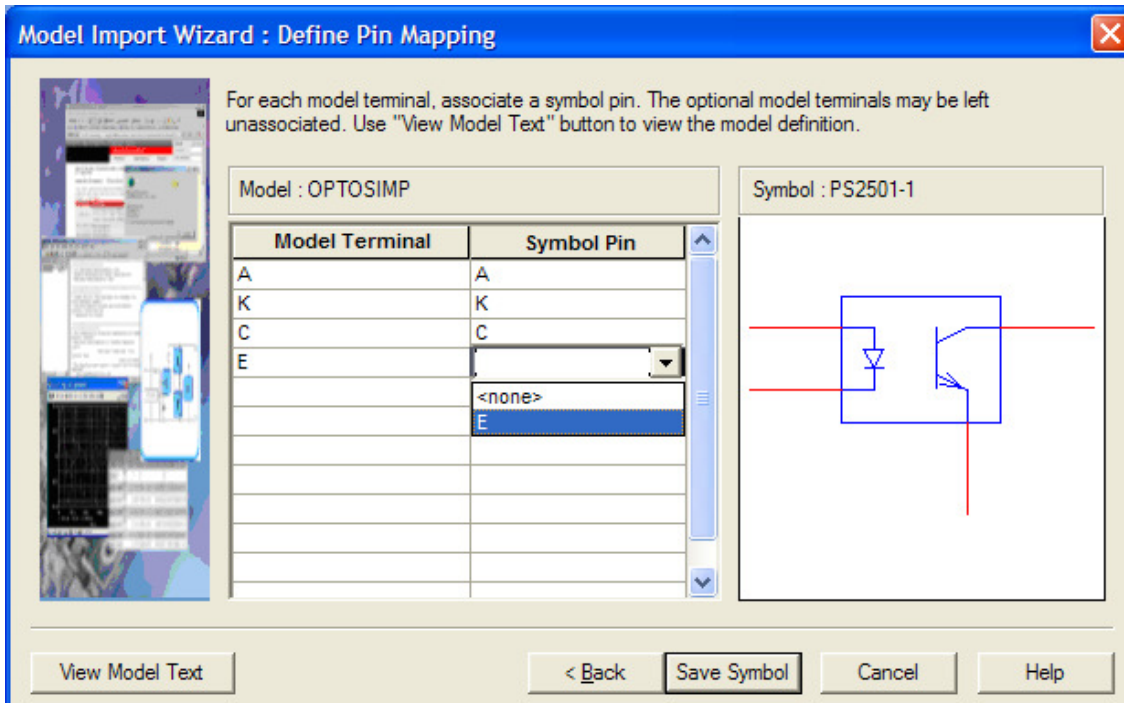 Model Import Wizard : Define Pin Mapping
For each model terminal, associate a symbol pin. The optional model terminals may be left
unassociated. Use "View Model Text" button to view the model definition.
Model : OPTOSIMP
Symbol : PS2501-1
Model Terminal Symbol Pin
A A
K K
C C
E
<none>
E
View Model Text < Back Save Symbol Cancel Help